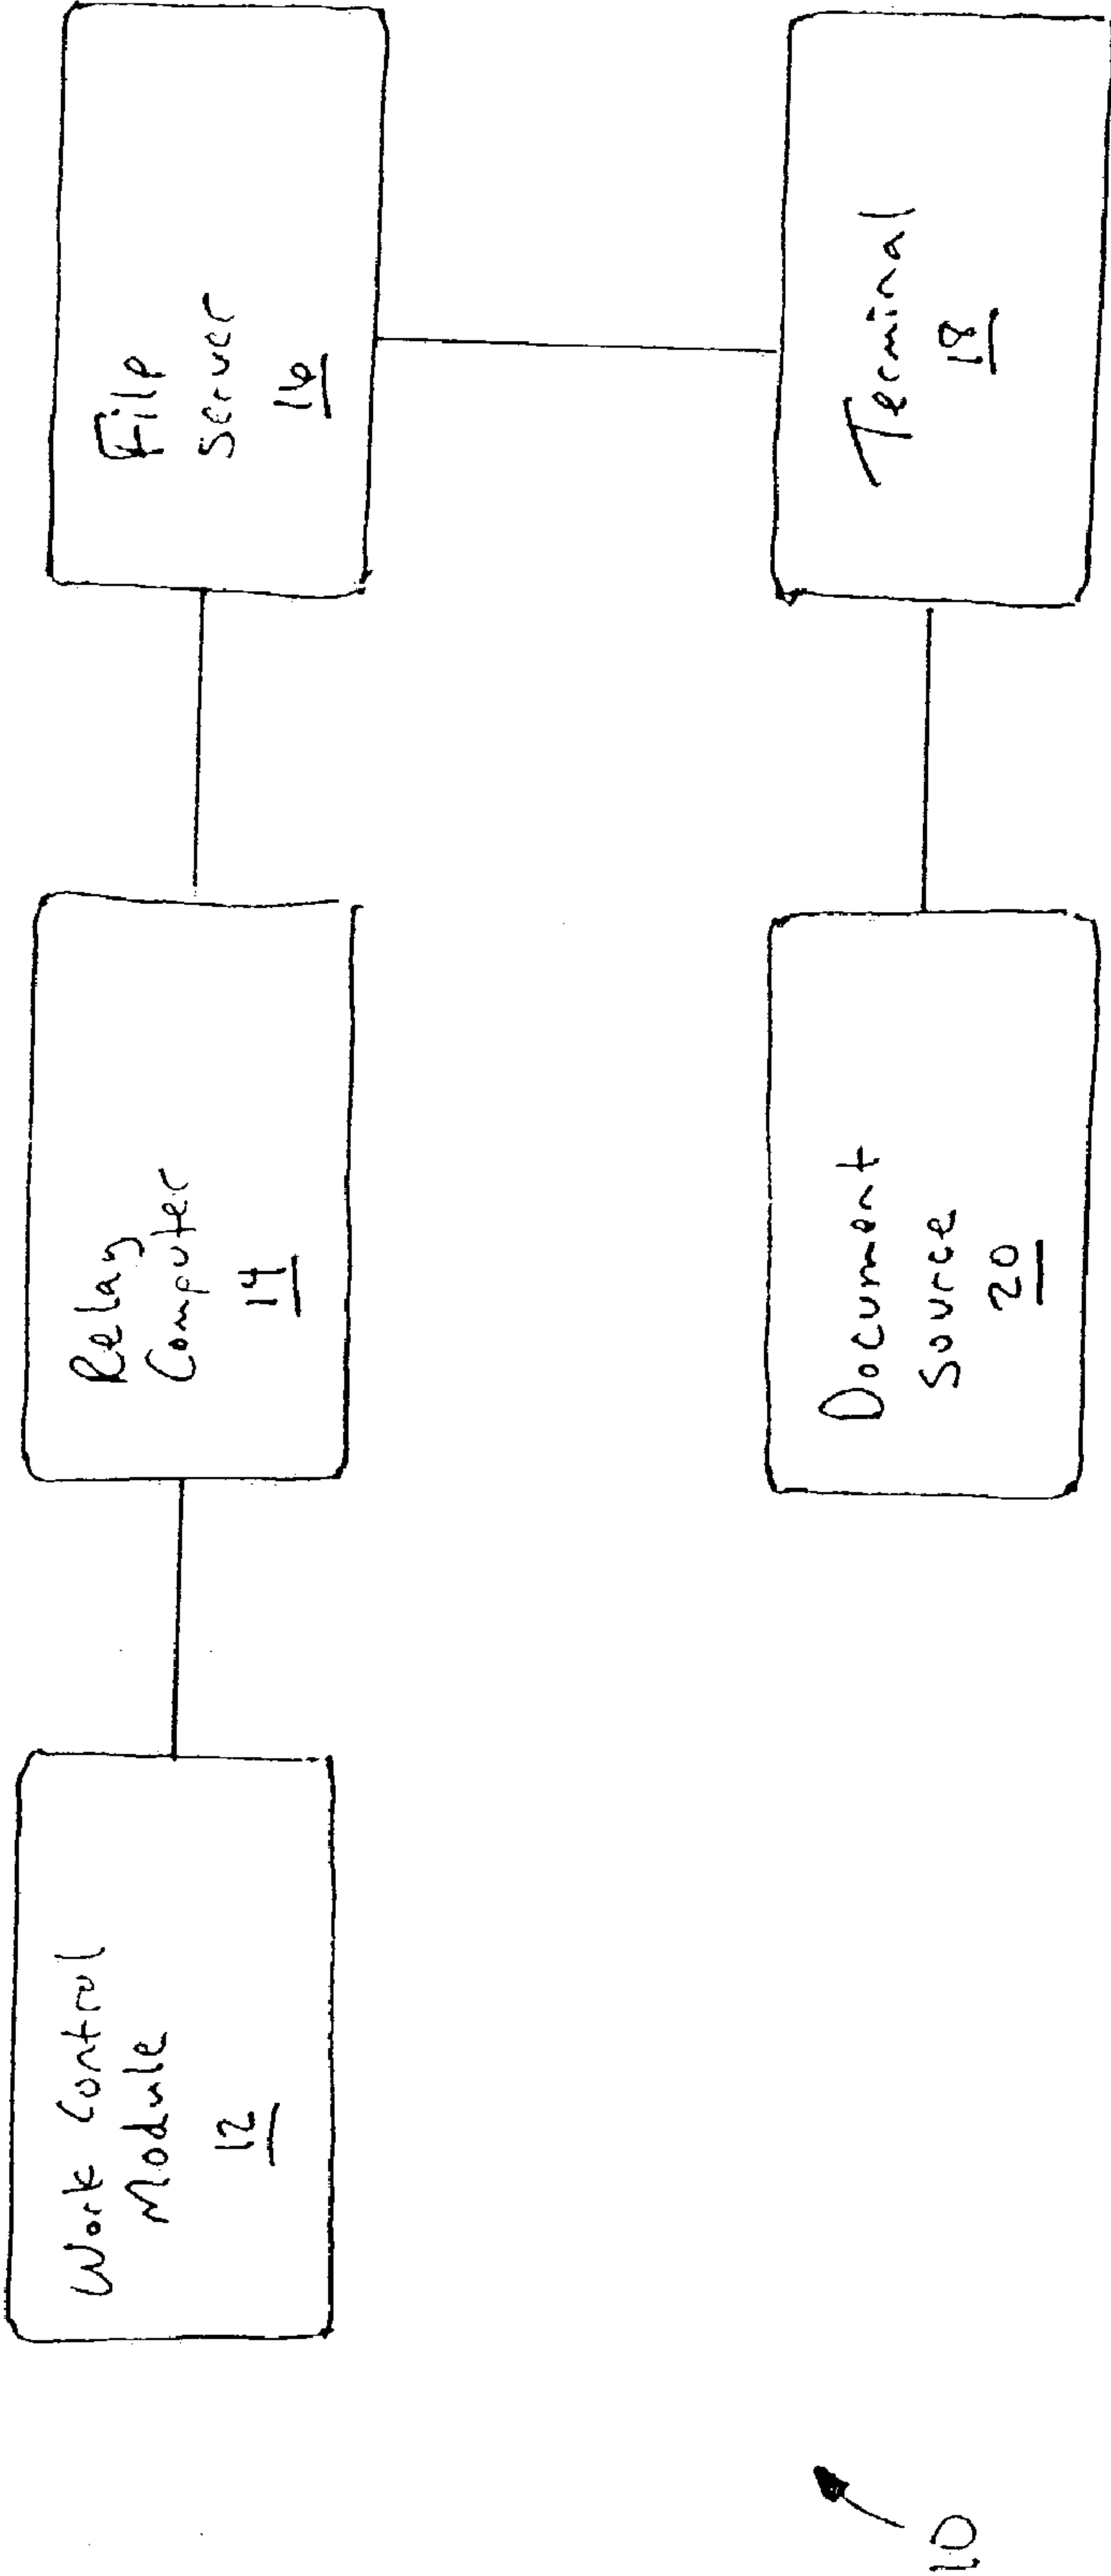 Work Control
Module
12
Relay
Computer
14
File
Server
16
Document
Source
20
Terminal
18
10